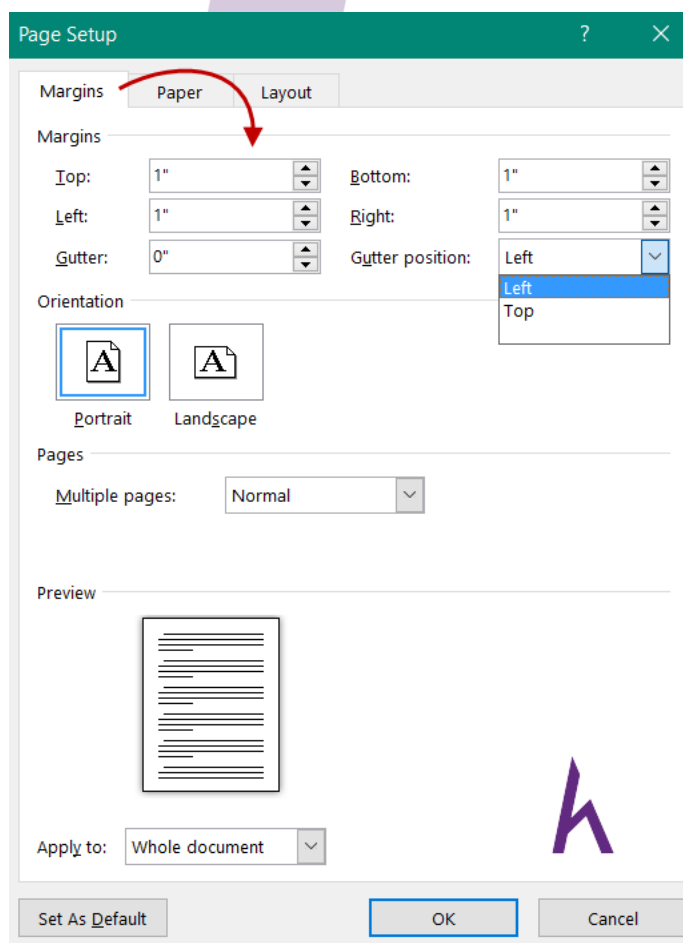 Page Setup ?
Margins Paper Layout
Margins
Top: 1" Bottom: 1"
Left: 1" Right: 1"
Gutter: 0" Gutter position: Left
Left
Top
Orientation
A A
Portrait Landscape
Pages
Multiple pages: Normal
Preview
Apply to: Whole document
Set As Default OK Cancel